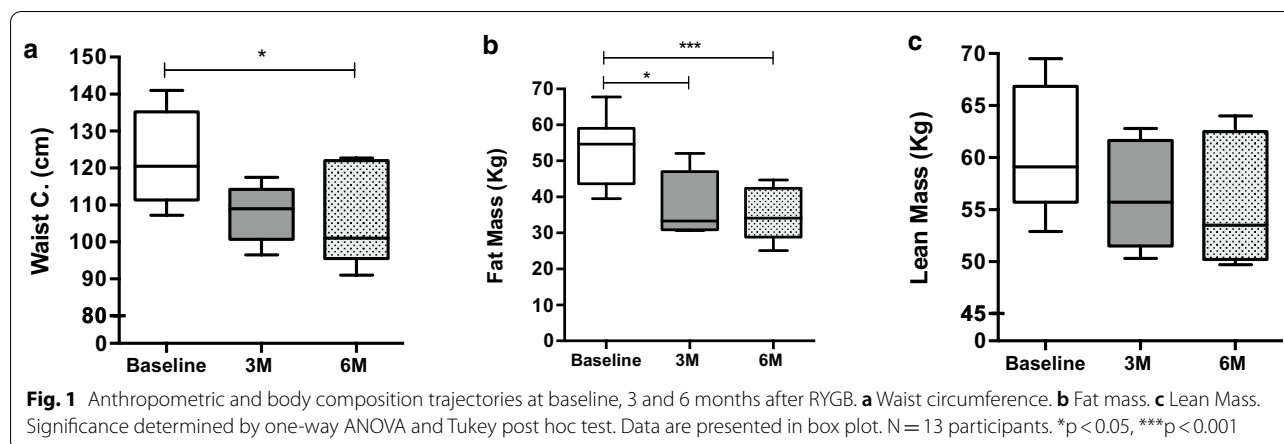 a
*
150
140
130
120
110
100
90
80
0
Waist C. (cm)
Baseline 3M 6M
b
***
*
70
60
50
40
30
20
10
0
Fat Mass (Kg)
Baseline 3M 6M
c
70
65
60
55
50
45
0
Lean Mass (Kg)
Baseline 3M 6M
Fig. 1 Anthropometric and body composition trajectories at baseline, 3 and 6 months after RYGB. a Waist circumference. b Fat mass. c Lean Mass.
Significance determined by one-way ANOVA and Tukey post hoc test. Data are presented in box plot. N = 13 participants. *p < 0.05, ***p < 0.001